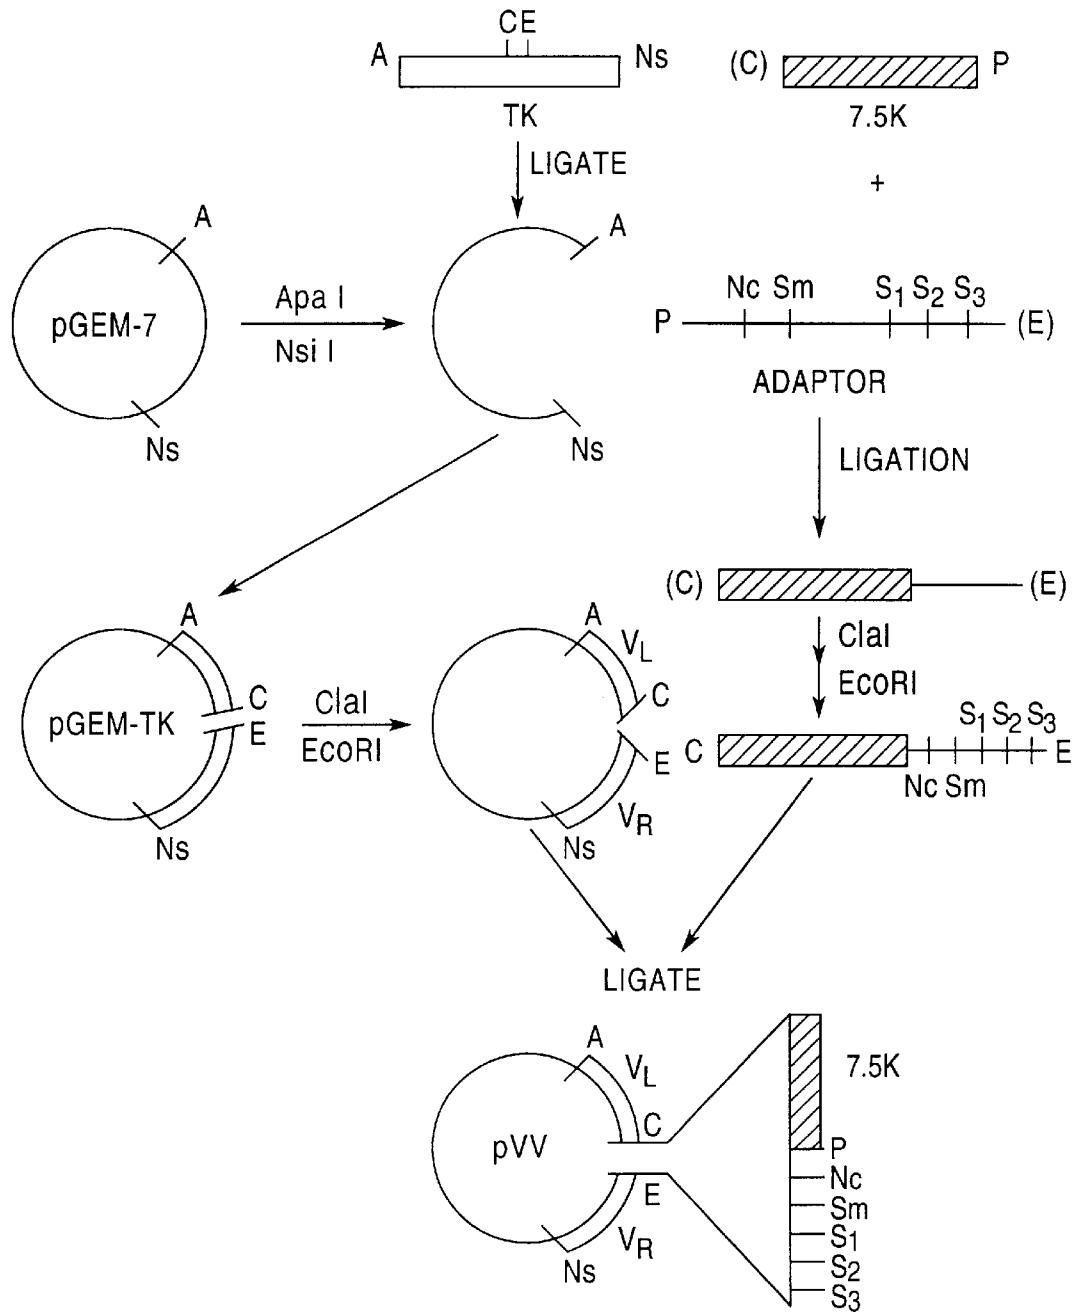 CE
A
Ns
(C)
P
TK
7.5K
LIGATE
+
A
A
pGEM-7
Apa I
Nsi I
Nc Sm
S1 S2 S3
P
(E)
ADAPTOR
Ns
Ns
LIGATION
(C)
(E)
ClaI
EcoRI
A
C
E
pGEM-TK
Ns
ClaI
EcoRI
A
VL
C
E
VR
Ns
C
S1 S2 S3
E
Nc Sm
LIGATE
A
VL
C
pVV
E
VR
Ns
7.5K
P
Nc
Sm
S1
S2
S3